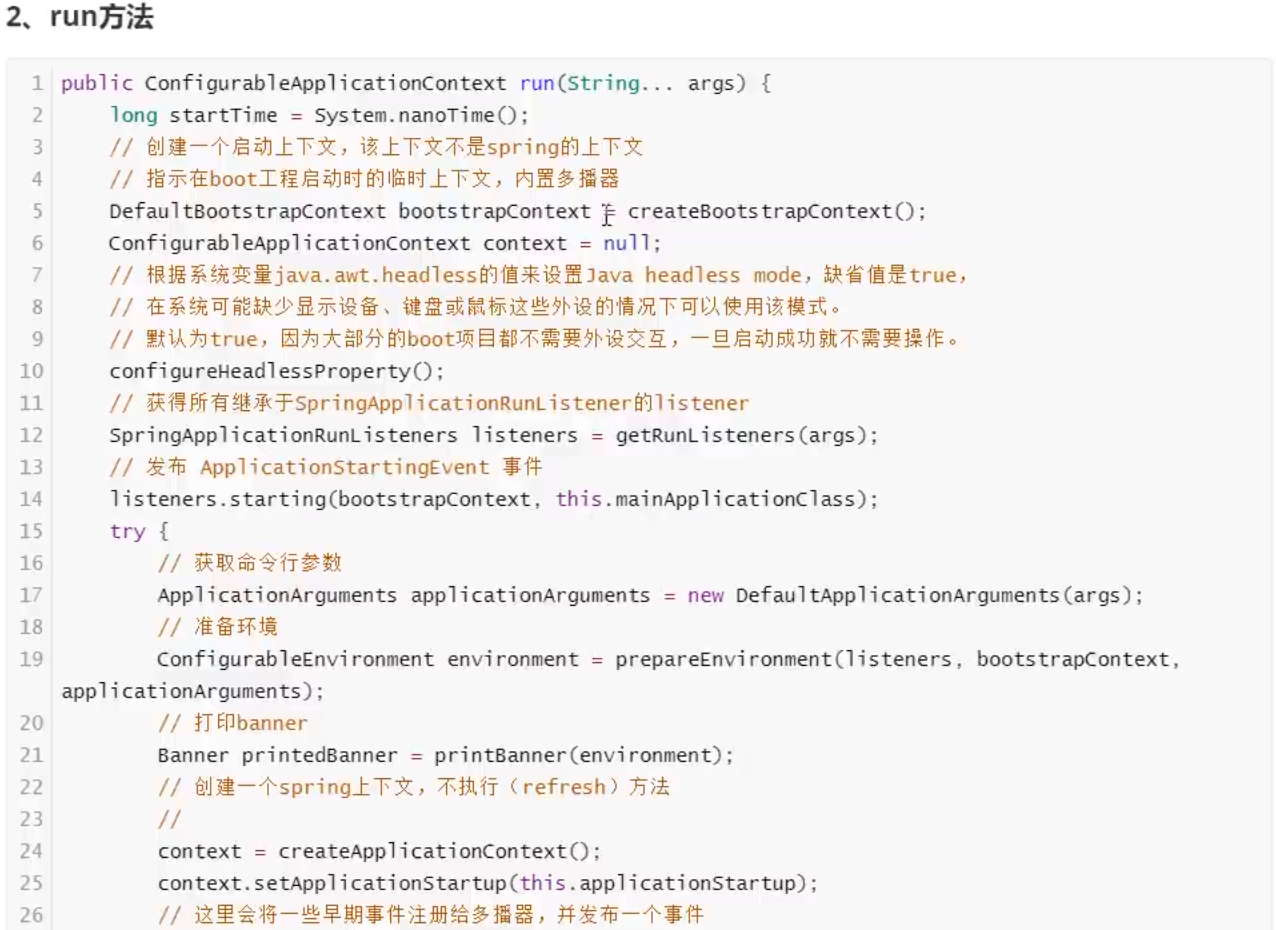 2、run方法
1 public ConfigurableApplicationContext run(String... args) {
2 long startTime = System.nanoTime();
3 // 创建一个启动上下文，该上下文不是spring的上下文
4 // 指示在boot工程启动时的临时上下文，内置多播器
5 DefaultBootstrapContext bootstrapContext = createBootstrapContext();
6 ConfigurableApplicationContext context = null;
7 // 根据系统变量java.awt.headless的值来设置Java headless mode，缺省值是true，
8 // 在系统可能缺少显示设备、键盘或鼠标这些外设的情况下可以使用该模式。
9 // 默认为true，因为大部分的boot项目都不需要外设交互，一旦启动成功就不需要操作。
10 configureHeadlessProperty();
11 // 获得所有继承于SpringApplicationRunListener的listener
12 SpringApplicationRunListeners listeners = getRunListeners(args);
13 // 发布 ApplicationStartingEvent 事件
14 listeners.starting(bootstrapContext, this.mainApplicationClass);
15 try {
16 // 获取命令行参数
17 ApplicationArguments applicationArguments = new DefaultApplicationArguments(args);
18 // 准备环境
19 ConfigurableEnvironment environment = prepareEnvironment(listeners, bootstrapContext,
applicationArguments);
20 // 打印banner
21 Banner printedBanner = printBanner(environment);
22 // 创建一个spring上下文，不执行（refresh）方法
23 //
24 context = createApplicationContext();
25 context.setApplicationStartup(this.applicationStartup);
26 // 这里会将一些早期事件注册给多播器，并发布一个事件